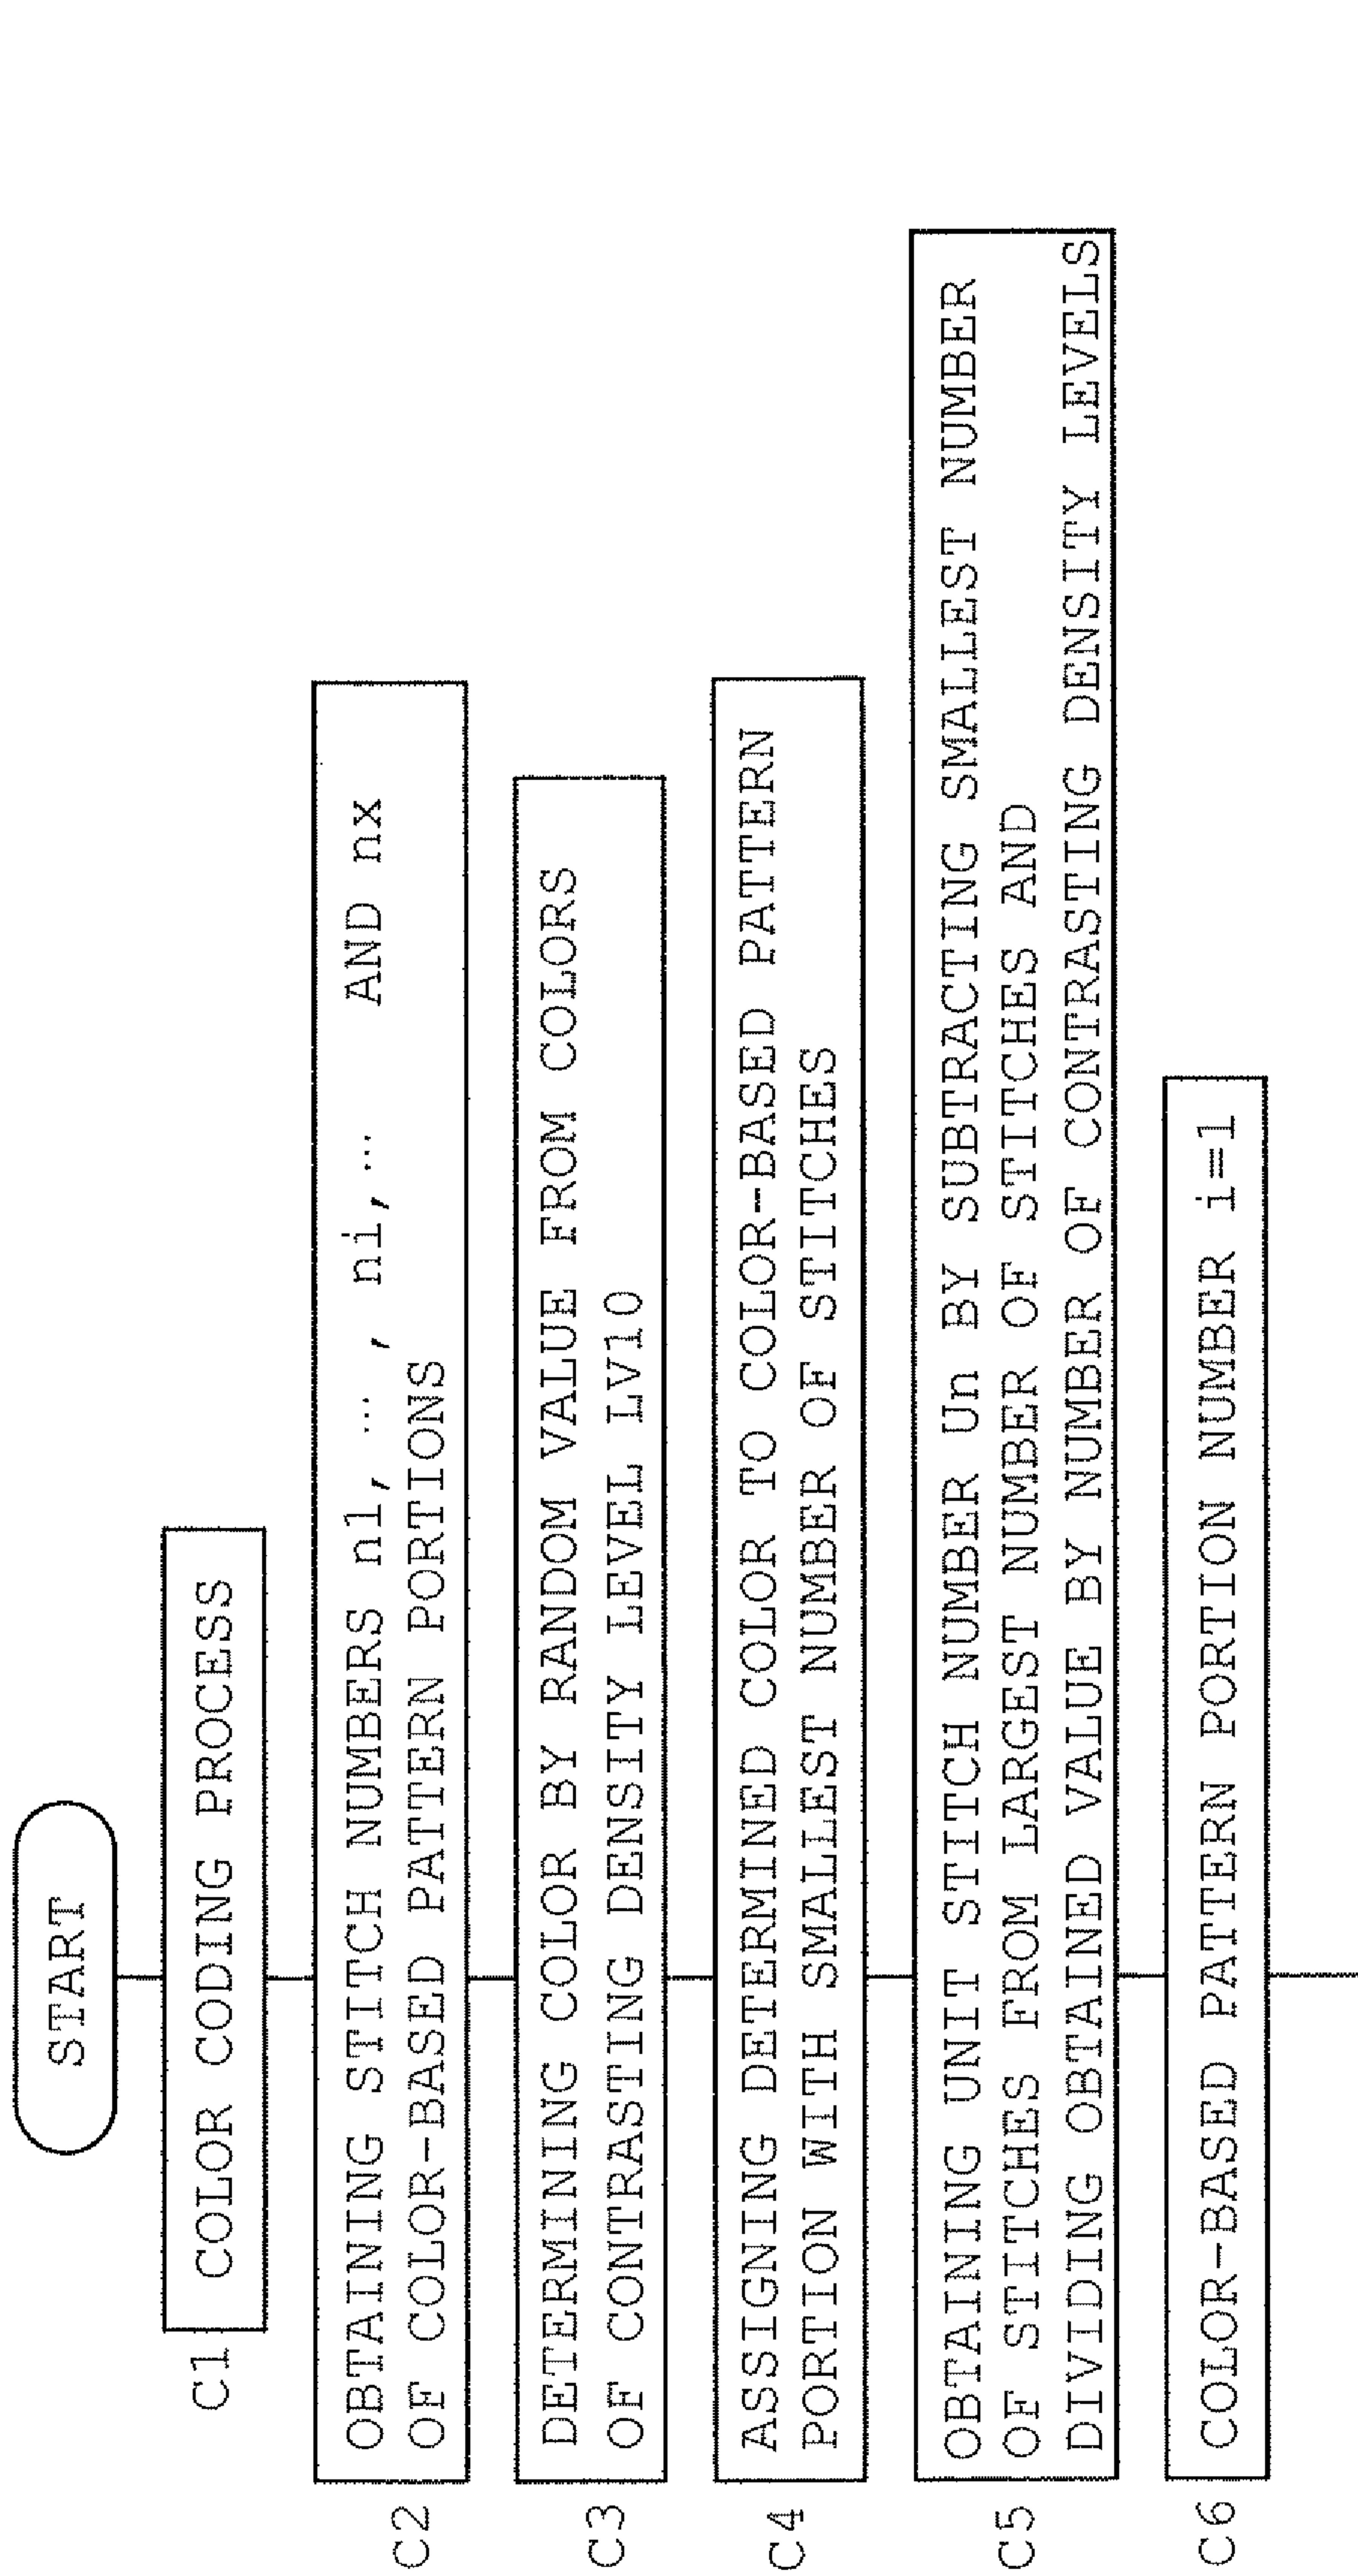 START
C1
COLOR CODING PROCESS
C2
OBTAINING STITCH NUMBERS n1, … , ni, … AND nx
OF COLOR-BASED PATTERN PORTIONS
C3
DETERMINING COLOR BY RANDOM VALUE FROM COLORS
OF CONTRASTING DENSITY LEVEL LV10
C4
ASSIGNING DETERMINED COLOR TO COLOR-BASED PATTERN
PORTION WITH SMALLEST NUMBER OF STITCHES
C5
OBTAINING UNIT STITCH NUMBER Un BY SUBTRACTING SMALLEST NUMBER
OF STITCHES FROM LARGEST NUMBER OF STITCHES AND
DIVIDING OBTAINED VALUE BY NUMBER OF CONTRASTING DENSITY LEVELS
C6
COLOR-BASED PATTERN PORTION NUMBER i=1